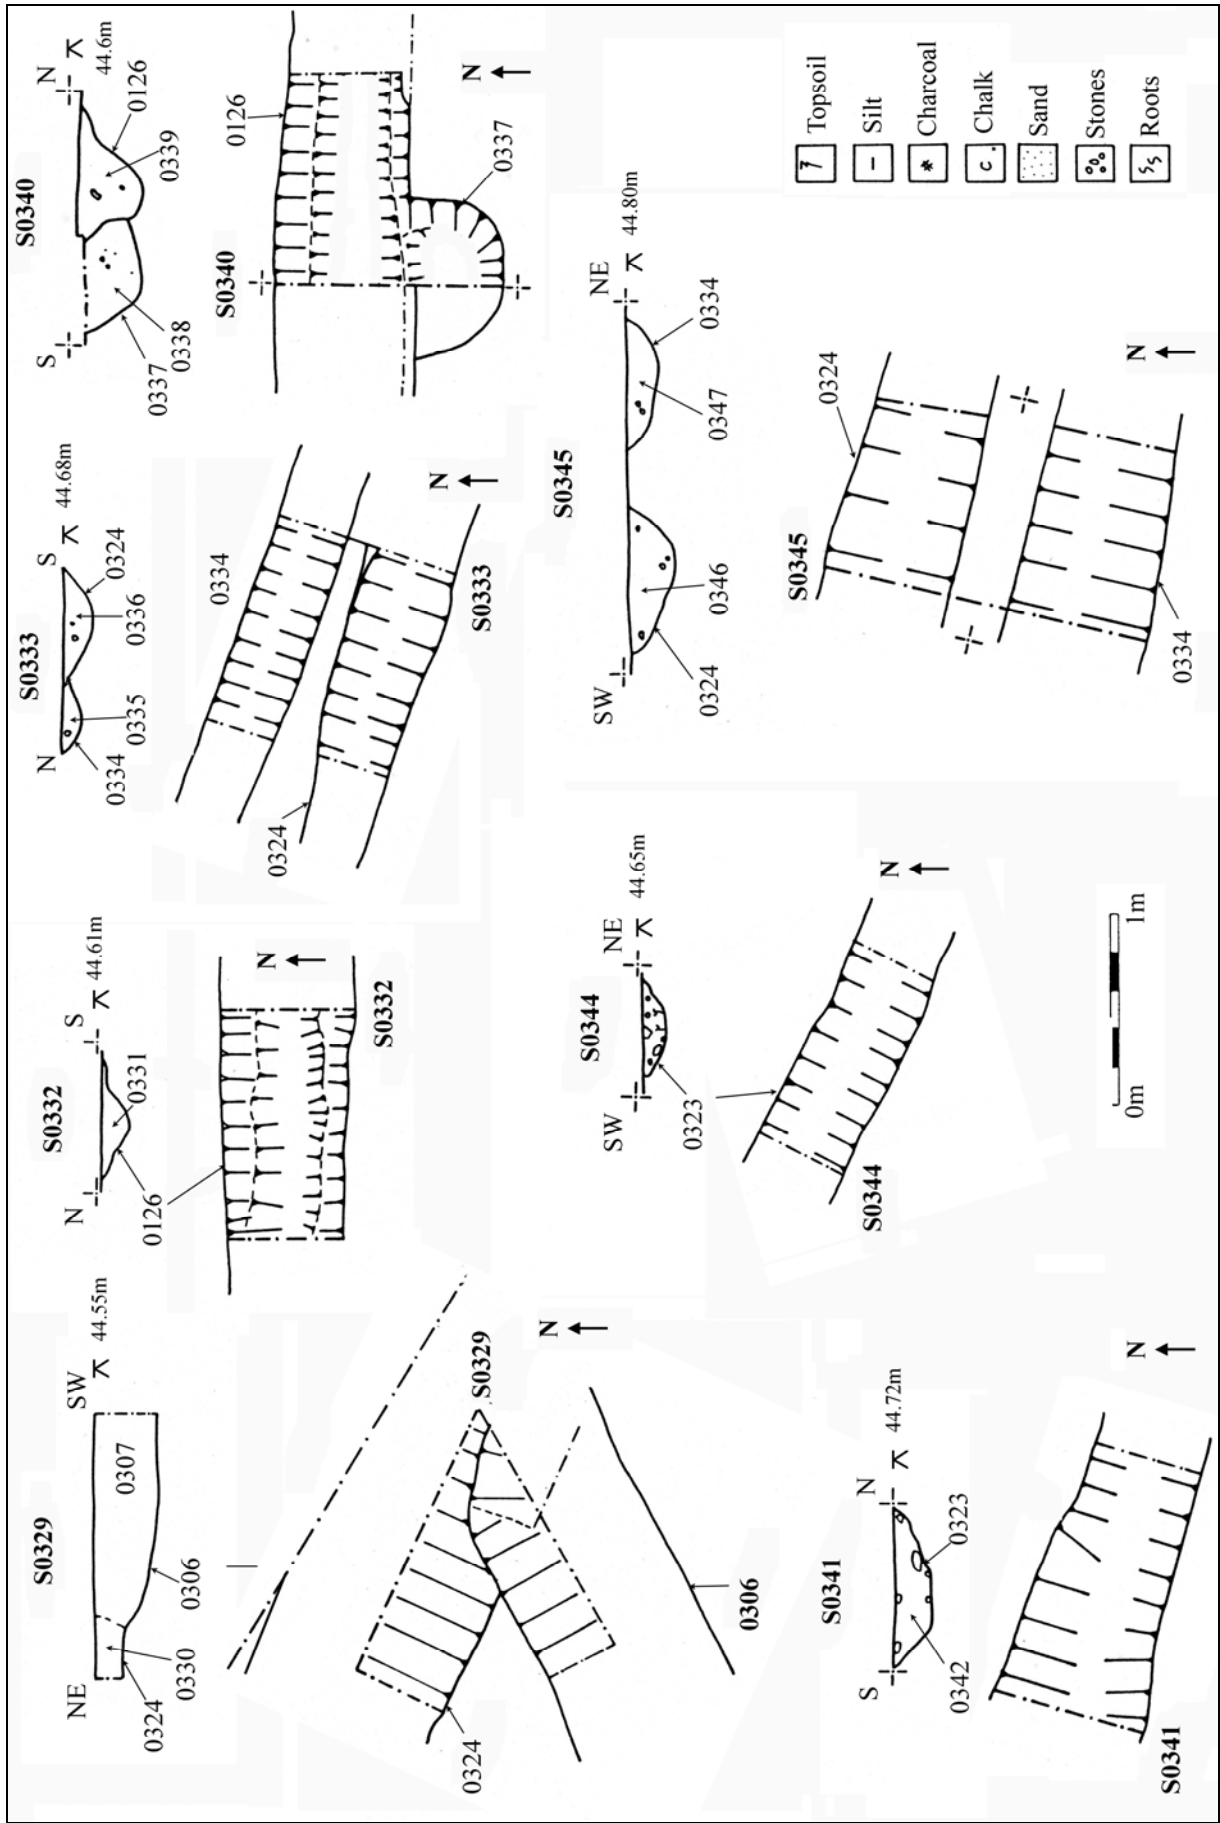 S0329
NE
SW
44.55m
0307
0324
0330
0306
0324
S0329
0306
N
S0332
N
S
44.61m
0126
0331
S0332
N
S0333
N
S
44.68m
0334
0335
0336
0324
0334
0324
S0333
N
S0340
S
N
44.6m
0337
0338
0339
0126
S0340
0126
0337
N
S0341
S
N
44.72m
0342
0323
S0341
N
S0344
SW
NE
44.65m
0323
S0344
N
S0345
SW
NE
44.80m
0324
0346
0347
0334
S0345
0324
0334
N
0m
1m
Topsoil
Silt
Charcoal
C Chalk
Sand
Stones
Roots